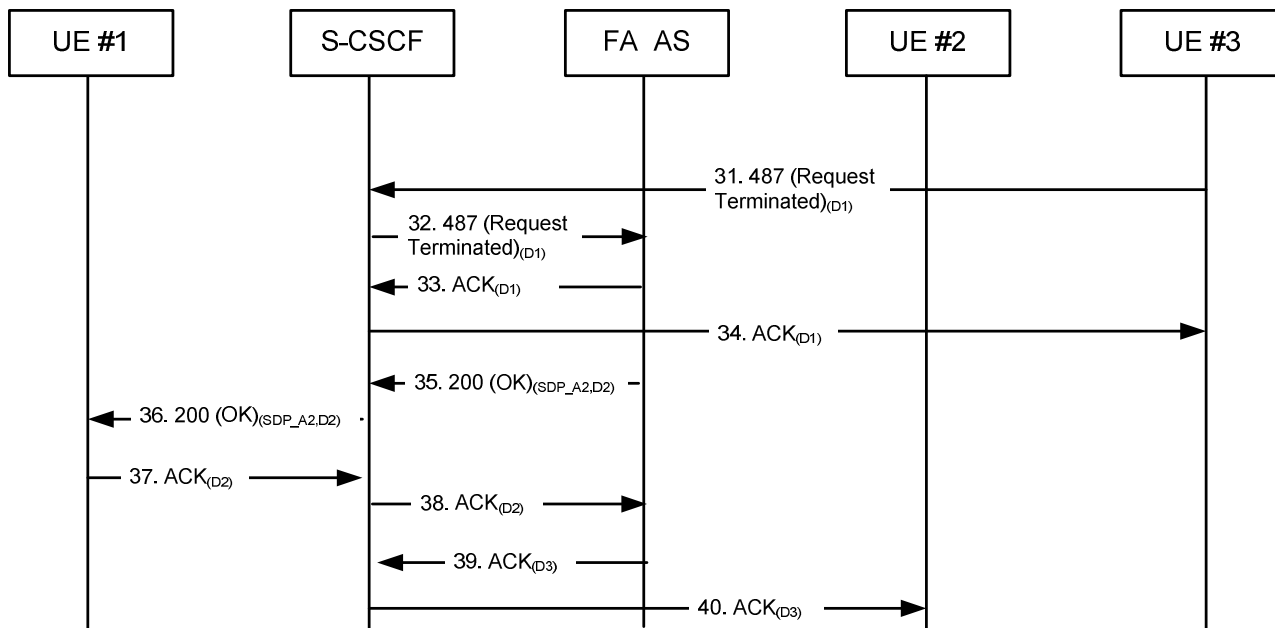 UE #1
S-CSCF
FA AS
UE #2
UE #3
31. 487 (Request
Terminated)(D1)
32. 487 (Request
Terminated)(D1)
33. ACK(D1)
34. ACK(D1)
35. 200 (OK)(SDP_A2,D2)
36. 200 (OK)(SDP_A2,D2)
37. ACK(D2)
38. ACK(D2)
39. ACK(D3)
40. ACK(D3)